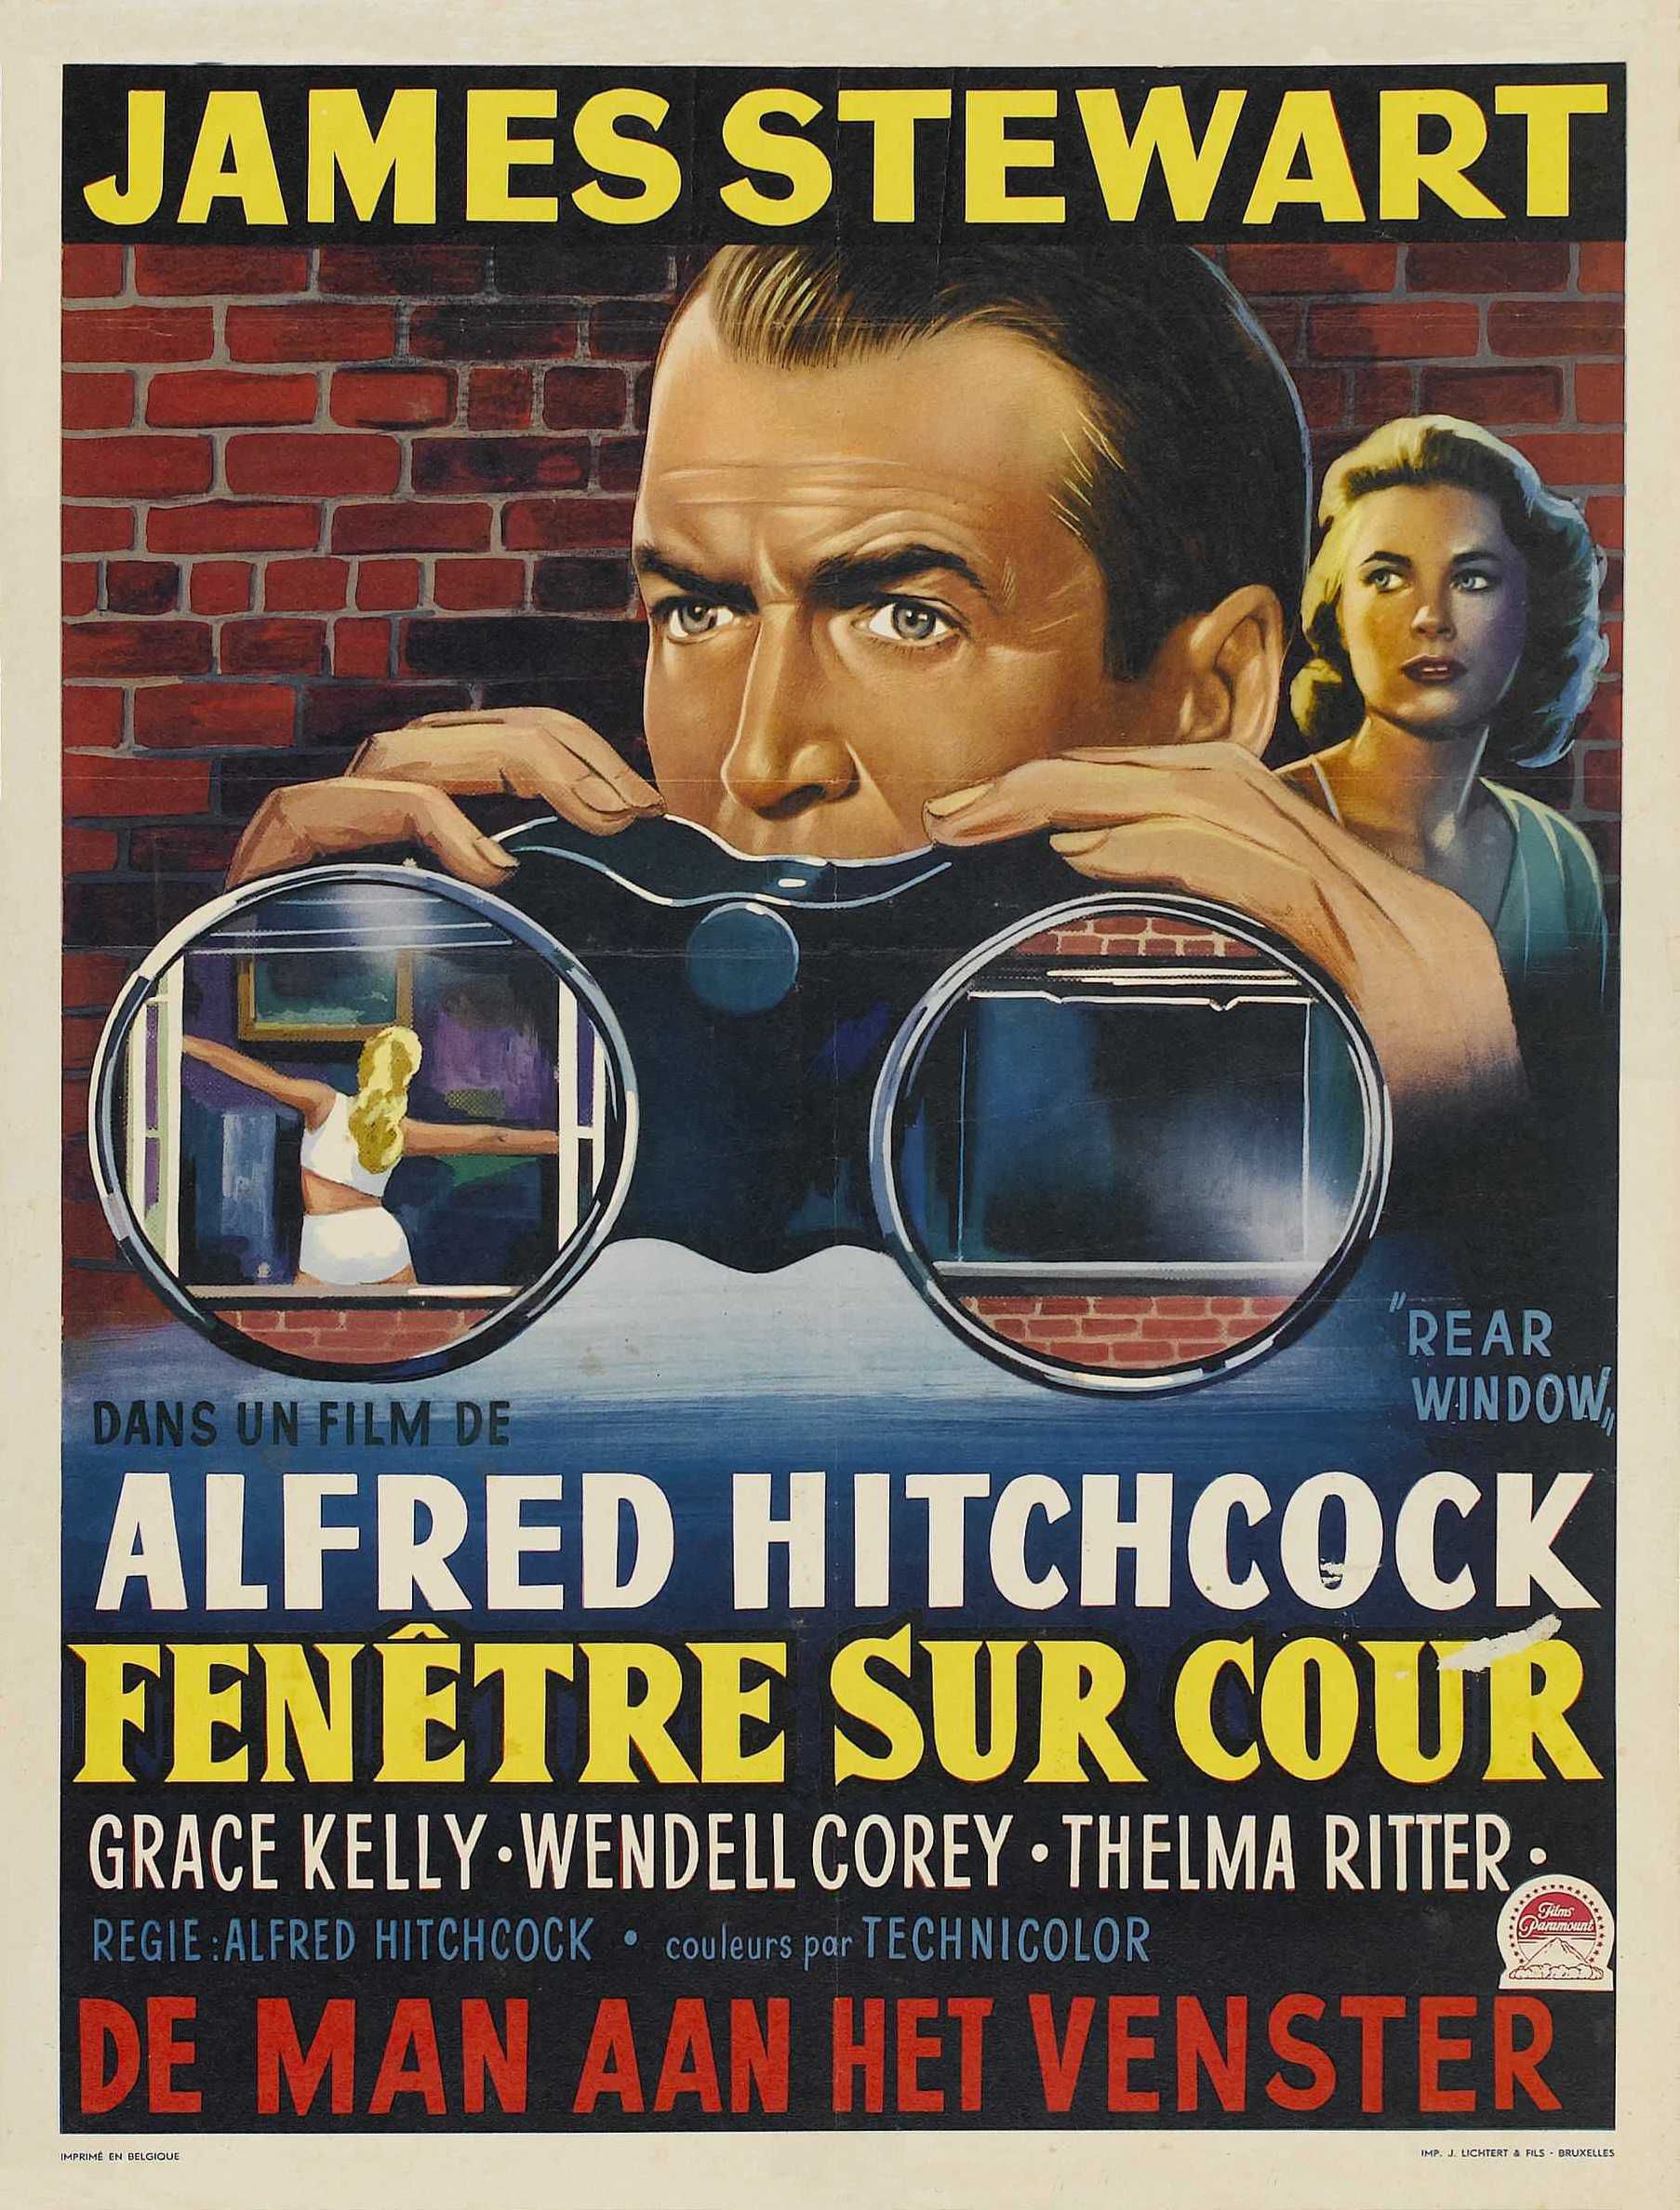 JAMES STEWART
"REAR
WINDOW„
DANS UN FILM DE
ALFRED HITCHCOCK
FENÊTRE SUR COUR
GRACE KELLY • WENDELL COREY • THELMA RITTER •
REGIE: ALFRED HITCHCOCK • couleurs par TECHNICOLOR
Films
Paramount
DE MAN AAN HET VENSTER
IMPRIMÉ EN BELGIQUE
IMP. J. LICHTERT & FILS - BRUXELLES